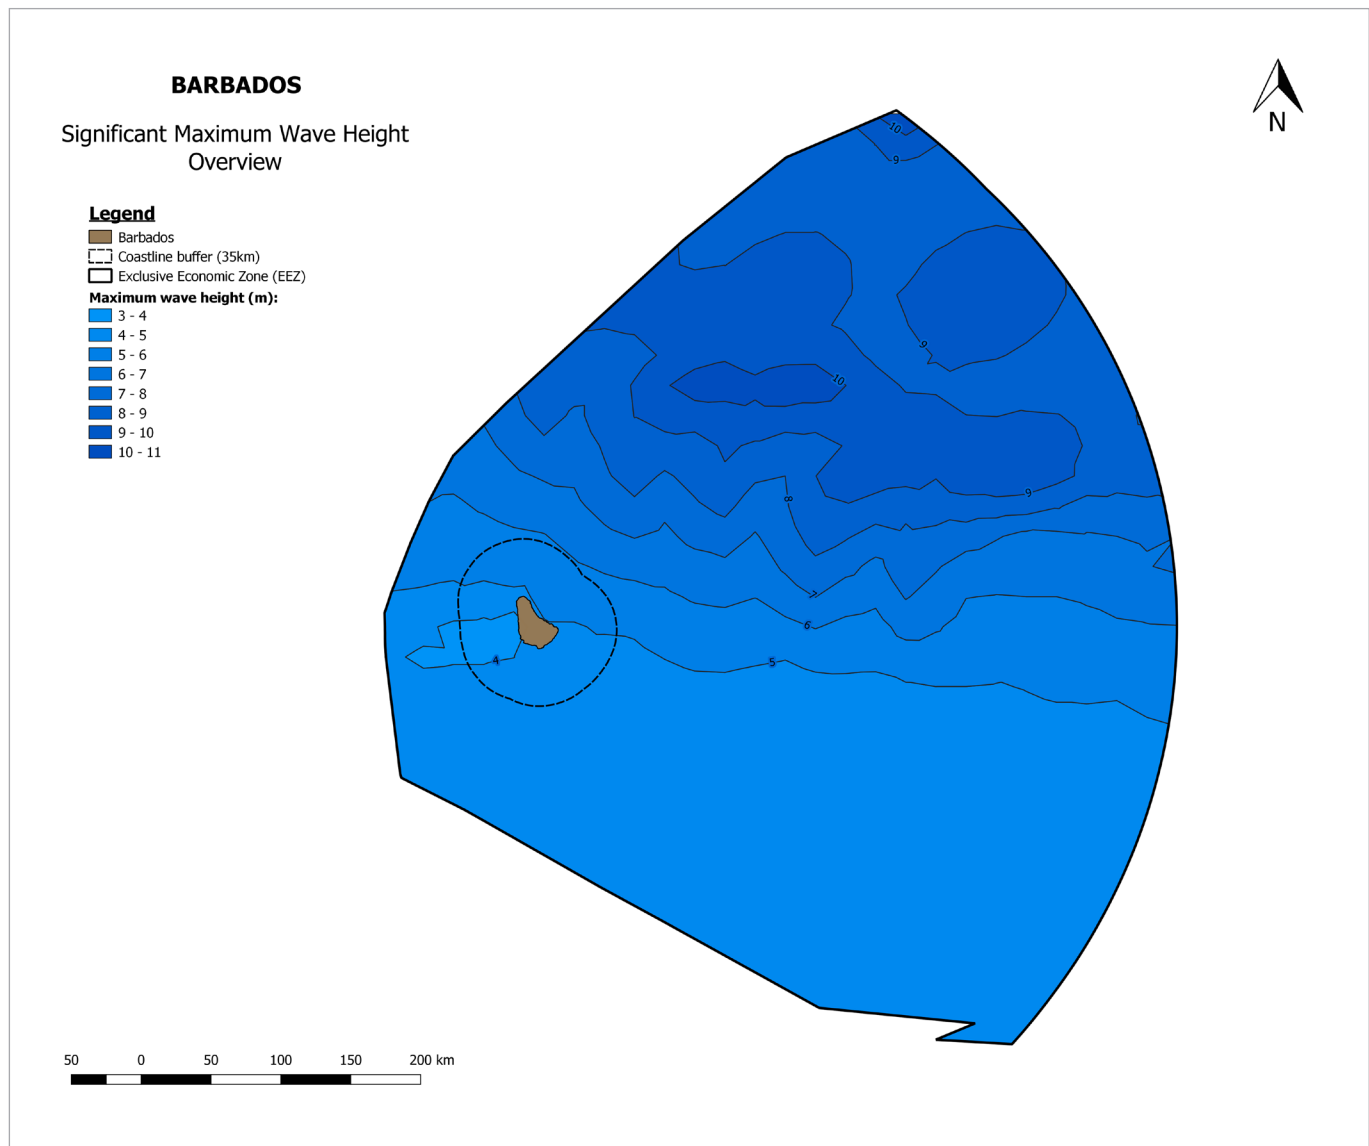 BARBADOS
Significant Maximum Wave Height
Overview
N
Legend
Barbados
Coastline buffer (35km)
Exclusive Economic Zone (EEZ)
Maximum wave height (m):
3 - 4
4 - 5
5 - 6
6 - 7
7 - 8
8 - 9
9 - 10
10 - 11
10
9
9
10
9
8
7
6
5
4
50 0 50 100 150 200 km